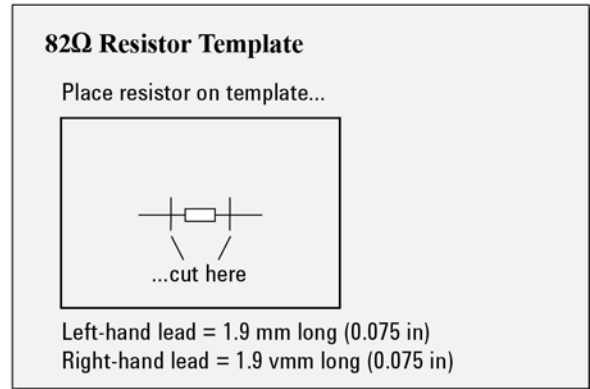 82Ω Resistor Template
Place resistor on template...
...cut here
Left-hand lead = 1.9 mm long (0.075 in)
Right-hand lead = 1.9 vmm long (0.075 in)